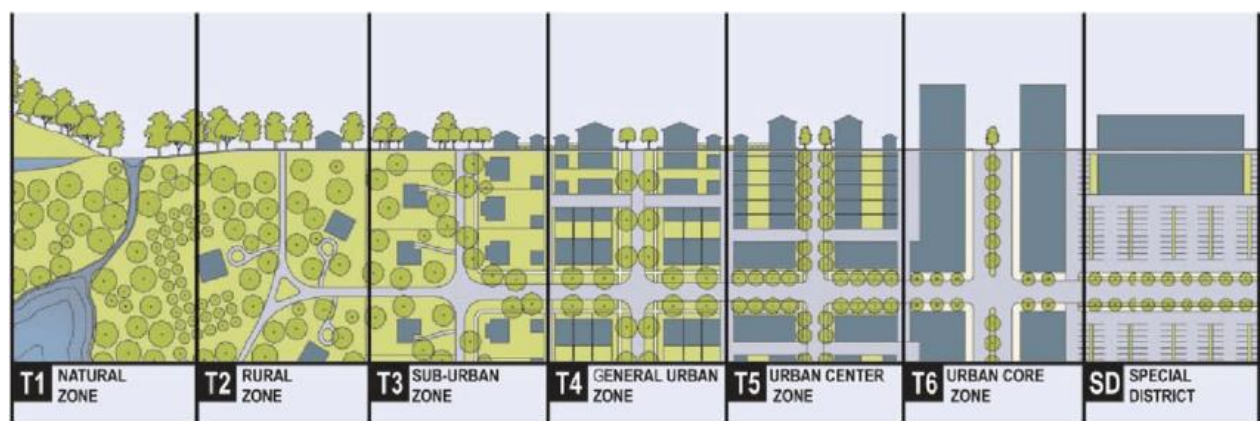 T1 NATURAL
ZONE
T2 RURAL
ZONE
T3 SUB-URBAN
ZONE
T4 GENERAL URBAN
ZONE
T5 URBAN CENTER
ZONE
T6 URBAN CORE
ZONE
SD SPECIAL
DISTRICT